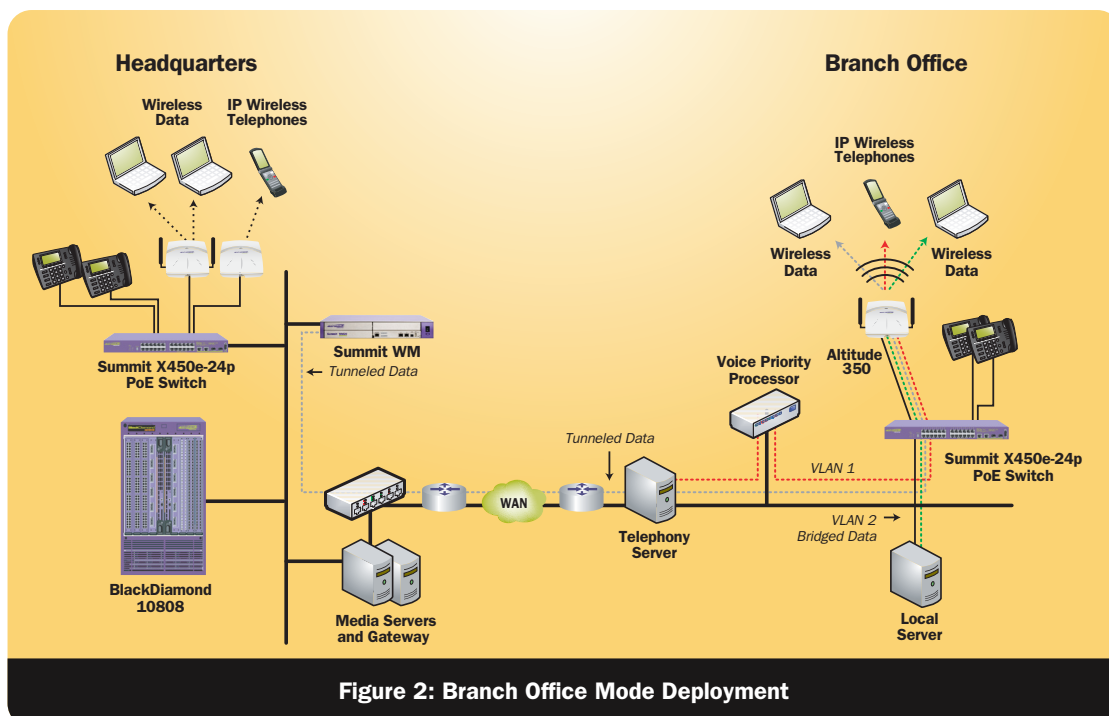 Headquarters
Branch Office
Wireless
Data
IP Wireless
Telephones
IP Wireless
Telephones
Wireless
Data
Wireless
Data
Summit X450e-24p
PoE Switch
Summit WM
Tunneled Data
Altitude
350
Voice Priority
Processor
Summit X450e-24p
PoE Switch
Tunneled Data
VLAN 1
WAN
VLAN 2
Bridged Data
Telephony
Server
BlackDiamond
10808
Media Servers
and Gateway
Local
Server
Figure 2: Branch Office Mode Deployment